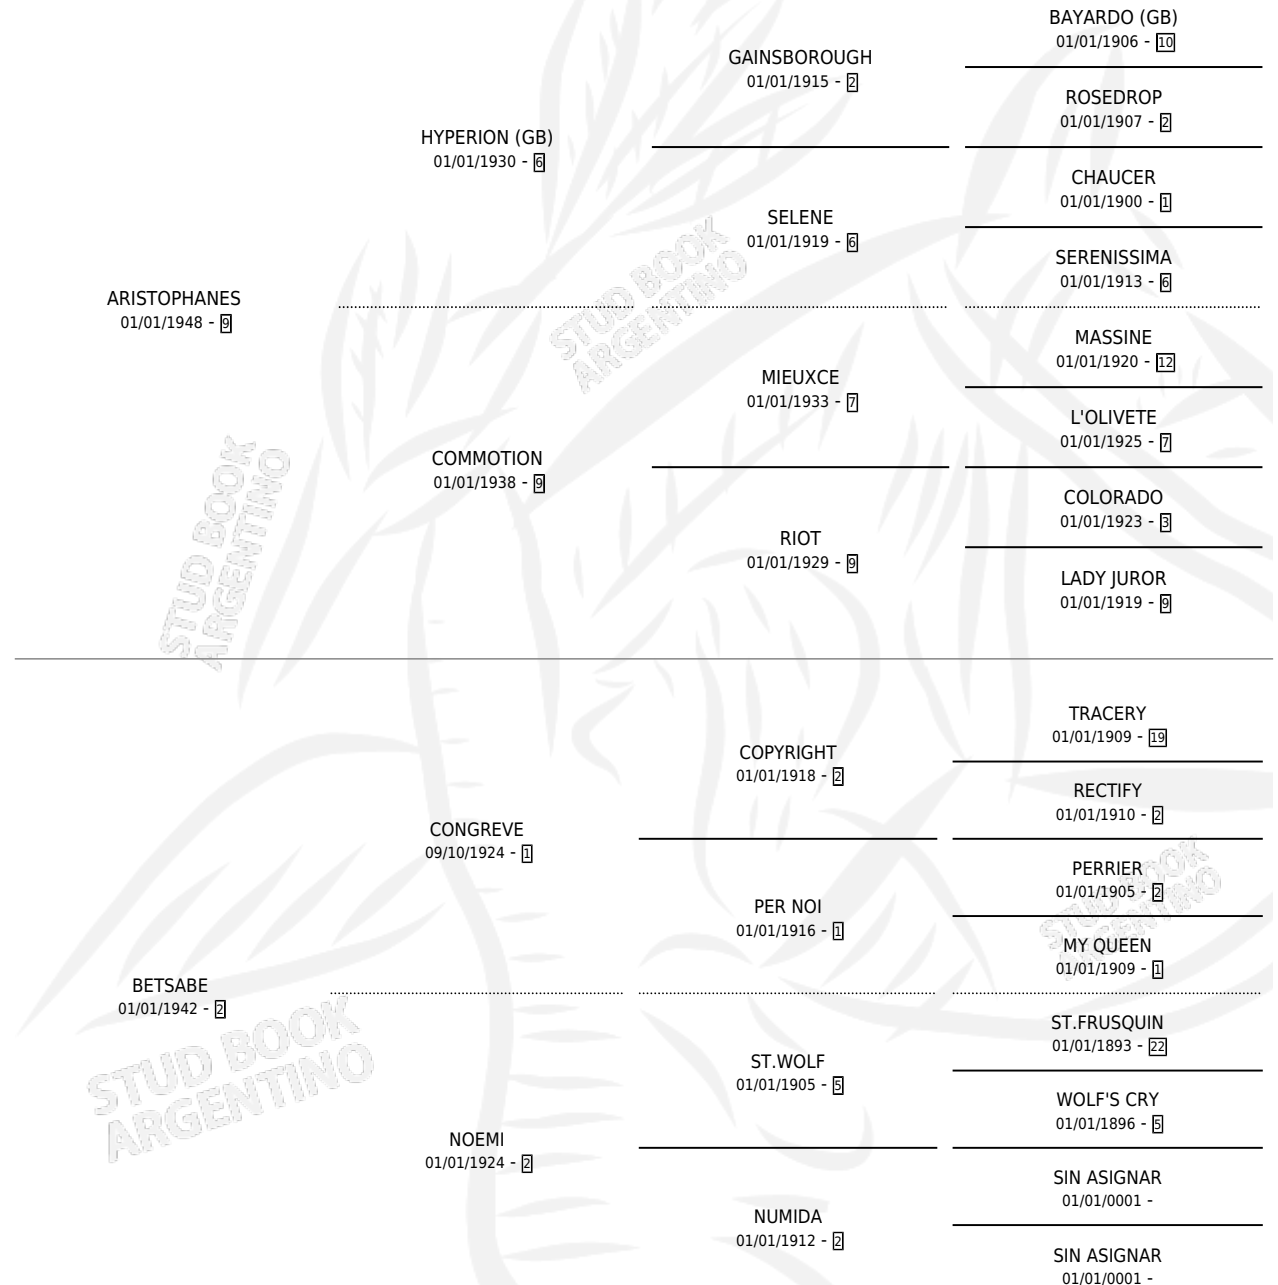 BAYARDO (GB)
01/01/1906 - 10
GAINSBOROUGH
01/01/1915 - 2
ROSEDROP
01/01/1907 - 2
HYPERION (GB)
01/01/1930 - 6
CHAUCER
01/01/1900 - 1
SELENE
01/01/1919 - 6
SERENISSIMA
01/01/1913 - 6
ARISTOPHANES
01/01/1948 - 9
MASSINE
01/01/1920 - 12
MIEUXCE
01/01/1933 - 7
L'OLIVETE
01/01/1925 - 7
COMMOTION
01/01/1938 - 9
COLORADO
01/01/1923 - 3
RIOT
01/01/1929 - 9
LADY JUROR
01/01/1919 - 9
TRACERY
01/01/1909 - 19
COPYRIGHT
01/01/1918 - 2
RECTIFY
01/01/1910 - 2
CONGREVE
09/10/1924 - 1
PERRIER
01/01/1905 - 2
PER NOI
01/01/1916 - 1
MY QUEEN
01/01/1909 - 1
BETSABE
01/01/1942 - 2
ST.FRUSQUIN
01/01/1893 - 22
ST.WOLF
01/01/1905 - 5
WOLF'S CRY
01/01/1896 - 5
NOEMI
01/01/1924 - 2
SIN ASIGNAR
01/01/0001 -
NUMIDA
01/01/1912 - 2
SIN ASIGNAR
01/01/0001 -
STUD BOOK
ARGENTINO
STUD BOOK
ARGENTINO
STUD BOOK
ARGENTINO
STUD BOOK
ARGENTINO